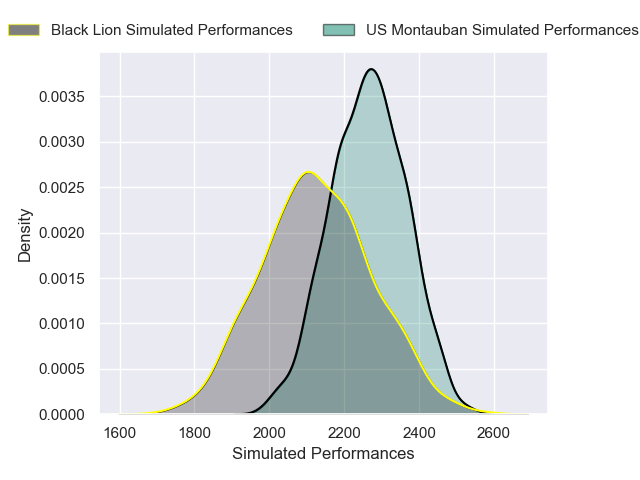 Black Lion Simulated Performances US Montauban Simulated Performances
0.0035
0.0030
0.0025
0.0020
0.0015
0.0010
0.0005
0.0000
Density
1600 1800 2000 2200 2400 2600
Simulated Performances